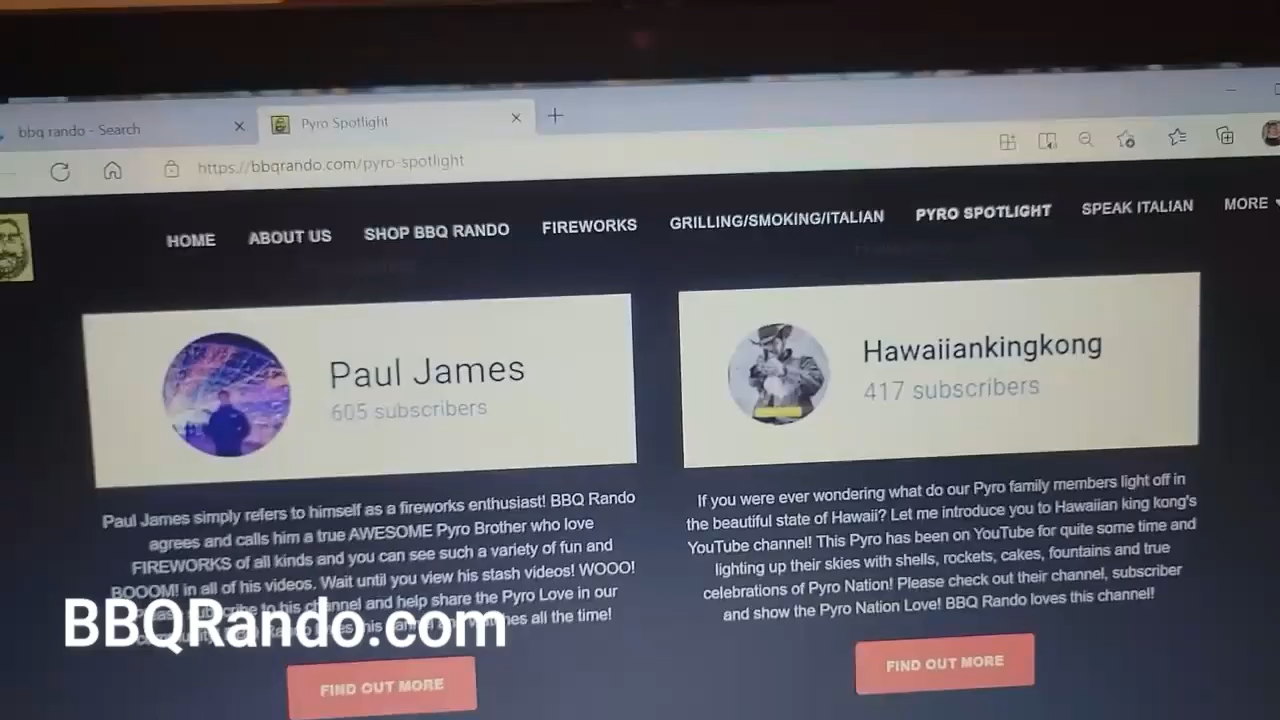 bbq rando - Search
Pyro Spotlight
https://bbqrando.com/pyro-spotlight
HOME ABOUT US SHOP BBQ RANDO FIREWORKS GRILLING/SMOKING/ITALIAN PYRO SPOTLIGHT SPEAK ITALIAN MORE
Paul James
605 subscribers
Paul James simply refers to himself as a fireworks enthusiast! BBQ Rando
agrees and calls him a true AWESOME Pyro Brother who love
FIREWORKS of all kinds and you can see such a variety of fun and
BOOOM! in all of his videos. Wait until you view his stash videos! WOOO!
to his channel and help share the Pyro Love in our
his all the time!
FIND OUT MORE
Hawaiiankingkong
417 subscribers
If you were ever wondering what do our Pyro family members light off in
the beautiful state of Hawaii? Let me introduce you to Hawaiian king kong's
YouTube channel! This Pyro has been on YouTube for quite some time and
lighting up their skies with shells, rockets, cakes, fountains and true
celebrations of Pyro Nation! Please check out their channel, subscriber
and show the Pyro Nation Love! BBQ Rando loves this channel!
FIND OUT MORE
BBQRando.com